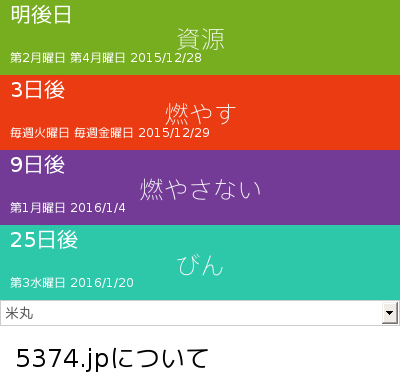 明後日
資源
第2月曜日 第4月曜日 2015/12/28
3日後
燃やす
毎週火曜日 毎週金曜日 2015/12/29
9日後
燃やさない
第1月曜日 2016/1/4
25日後
びん
第3水曜日 2016/1/20
米丸
5374.jpについて